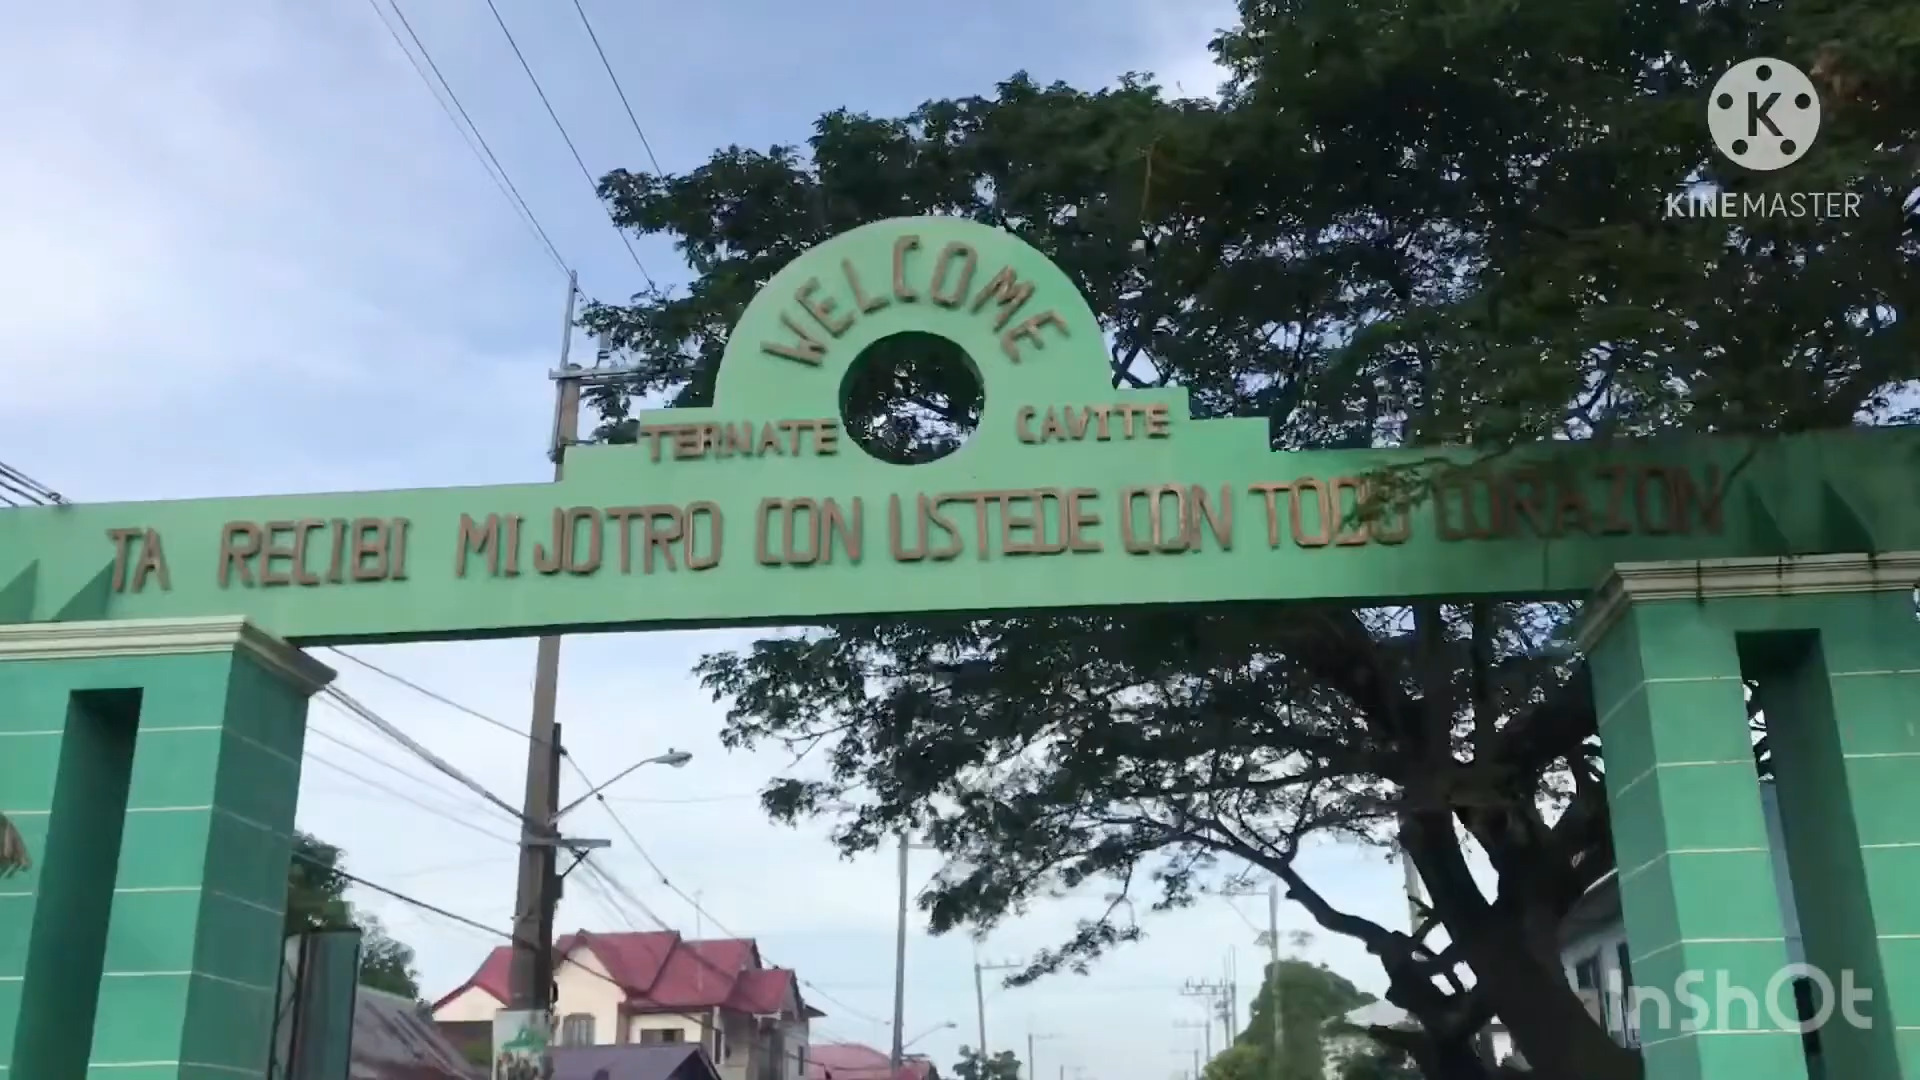 WELCOME
TERNATE CAVITE
TA RECIBI MIJOTRO CON USTEDE CON TODO CORAZON
K
KINEMASTER
InShOt